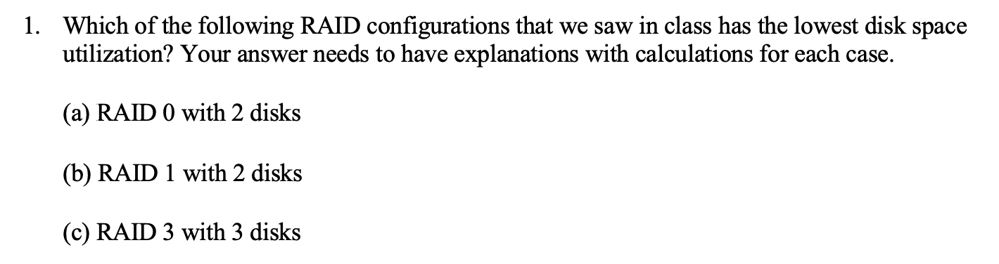 1. Which of the following RAID configurations that we saw in class has the lowest disk space
utilization? Your answer needs to have explanations with calculations for each case.
(a) RAID 0 with 2 disks
(b) RAID 1 with 2 disks
(c) RAID 3 with 3 disks